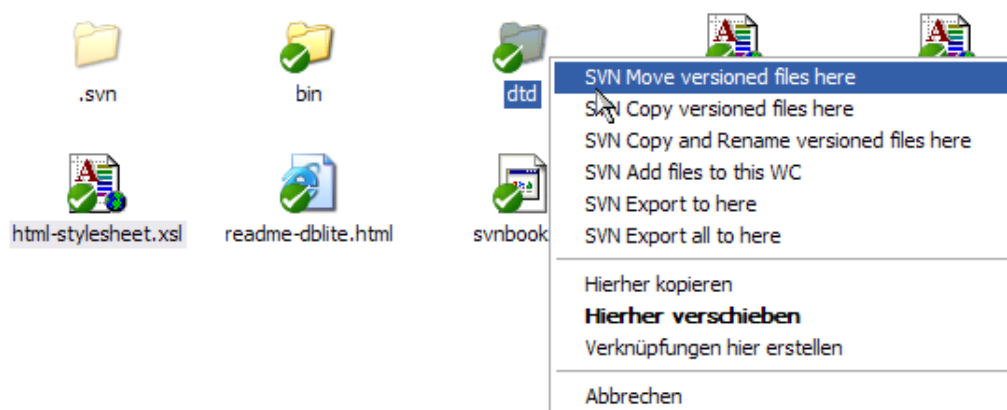 .svn
bin
dtd
SVN Move versioned files here
SVN Copy versioned files here
SVN Copy and Rename versioned files here
SVN Add files to this WC
SVN Export to here
SVN Export all to here
html-stylesheet.xsl
readme-dblite.html
svnbook
Hierher kopieren
Hierher verschieben
Verknüpfungen hier erstellen
Abbrechen